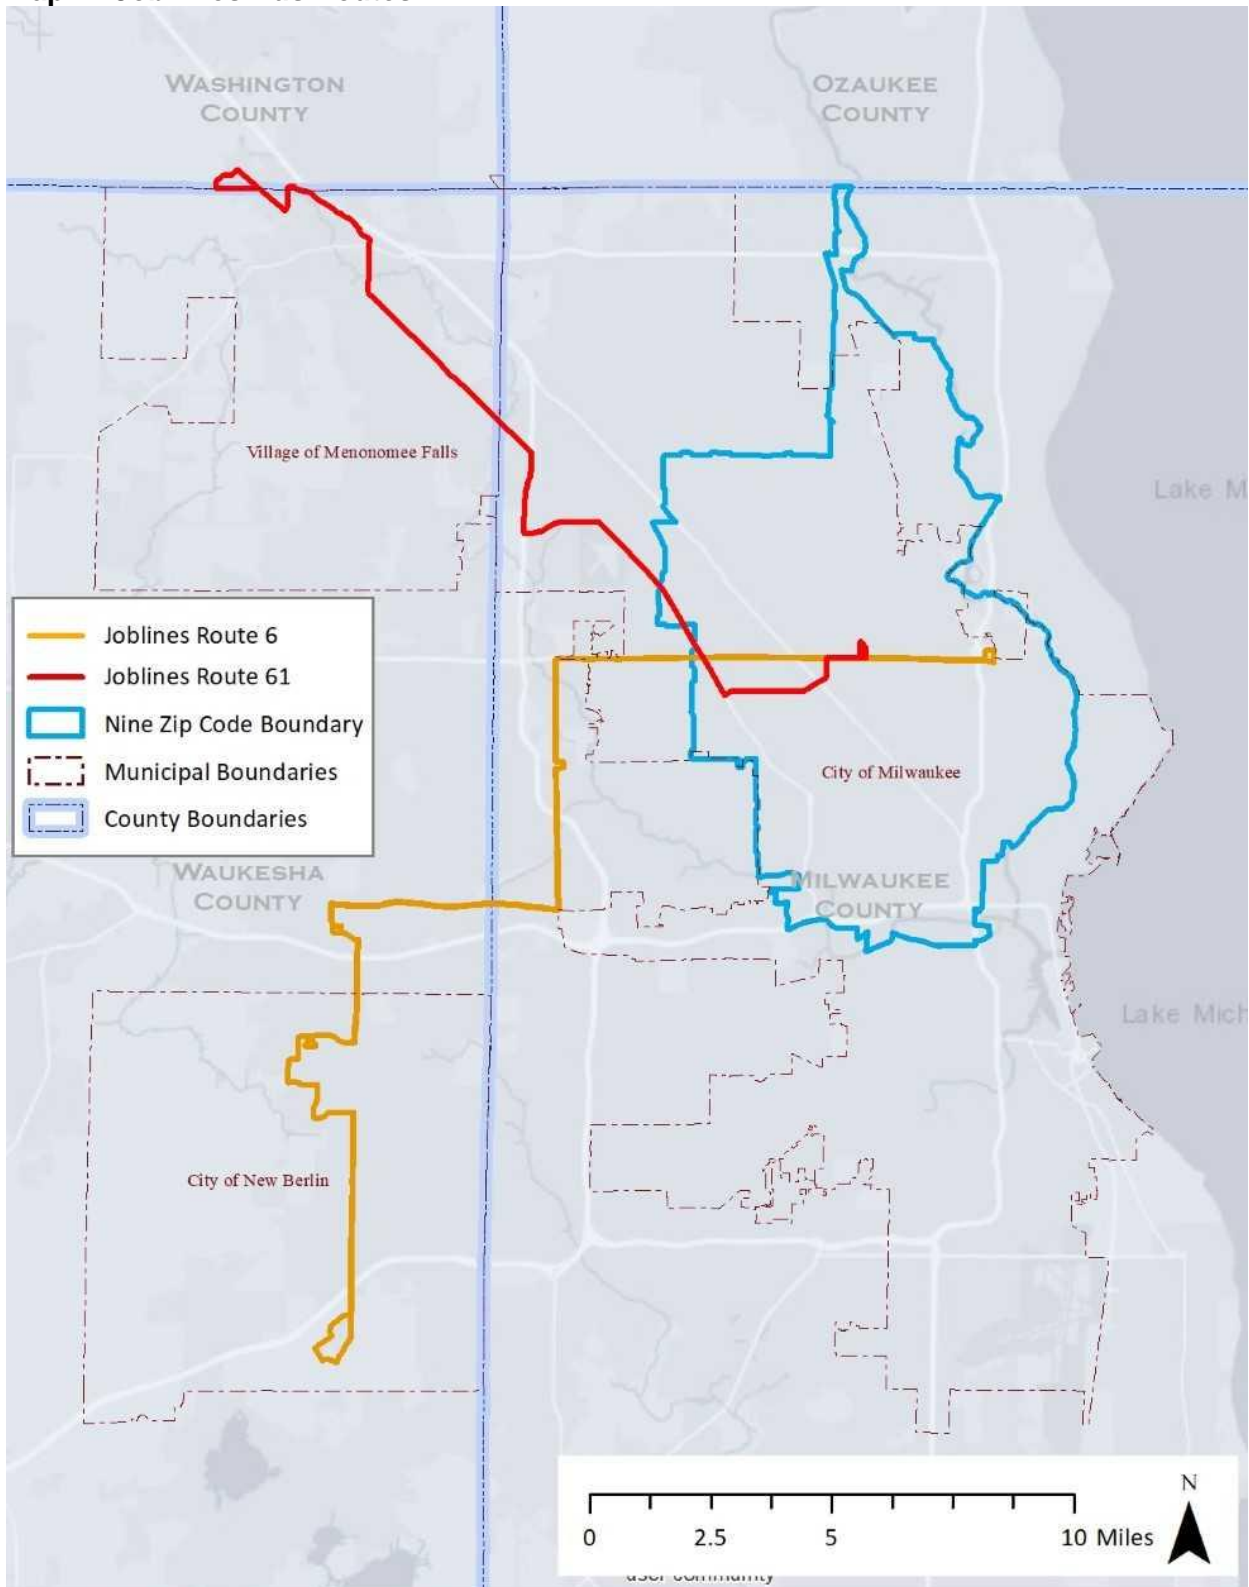 WASHINGTON
COUNTY
OZAUKEE
COUNTY
Village of Menonomee Falls
Lake M
Joblines Route 6
Joblines Route 61
Nine Zip Code Boundary
Municipal Boundaries
County Boundaries
City of Milwaukee
WAUKESHA
COUNTY
MILWAUKEE
COUNTY
Lake Mich
City of New Berlin
N
0 2.5 5 10 Miles